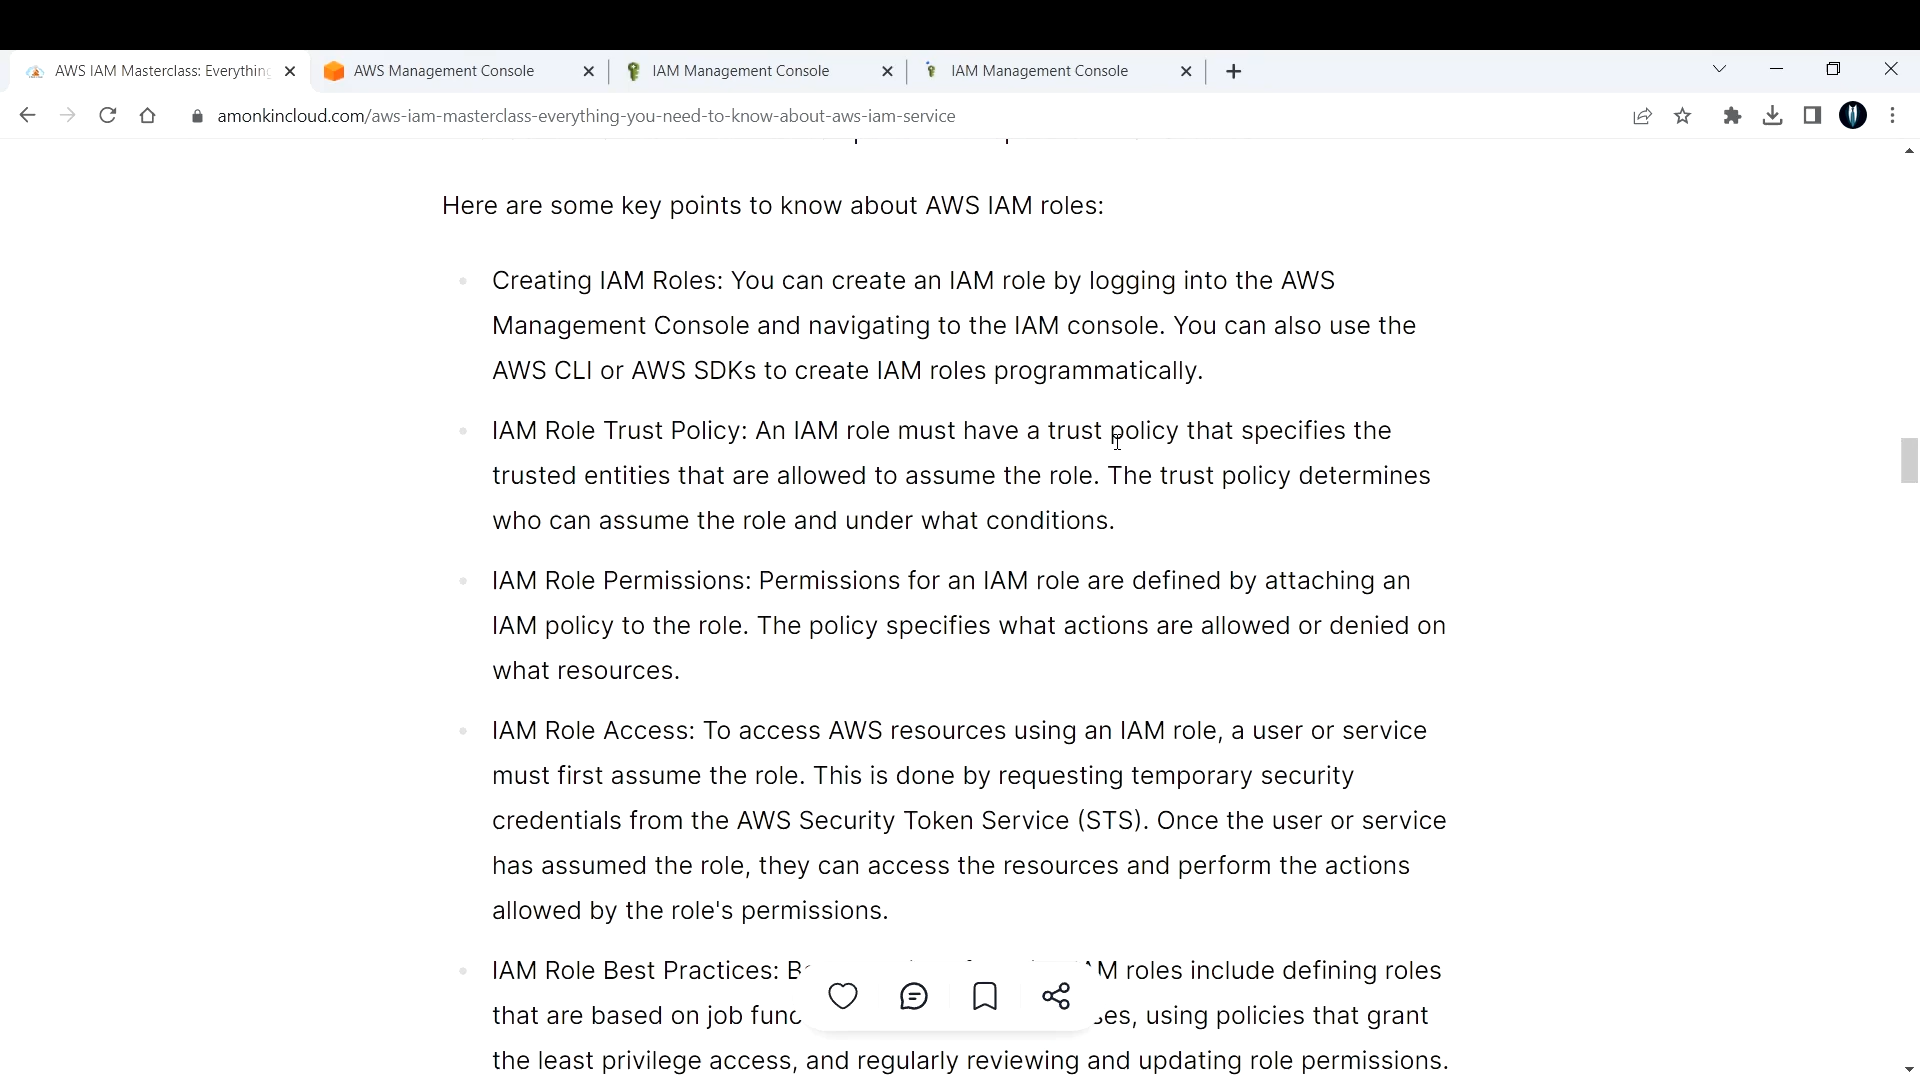 AWS IAM Masterclass: Everything
AWS Management Console
IAM Management Console
IAM Management Console
amonkincloud.com/aws-iam-masterclass-everything-you-need-to-know-about-aws-iam-service
Here are some key points to know about AWS IAM roles:
Creating IAM Roles: You can create an IAM role by logging into the AWS
Management Console and navigating to the IAM console. You can also use the
AWS CLI or AWS SDKs to create IAM roles programmatically.
IAM Role Trust Policy: An IAM role must have a trust policy that specifies the
trusted entities that are allowed to assume the role. The trust policy determines
who can assume the role and under what conditions.
IAM Role Permissions: Permissions for an IAM role are defined by attaching an
IAM policy to the role. The policy specifies what actions are allowed or denied on
what resources.
IAM Role Access: To access AWS resources using an IAM role, a user or service
must first assume the role. This is done by requesting temporary security
credentials from the AWS Security Token Service (STS). Once the user or service
has assumed the role, they can access the resources and perform the actions
allowed by the role's permissions.
IAM Role Best Practices: roles include defining roles
that are based on job using policies that grant
the least privilege access, and regularly reviewing and updating role permissions.